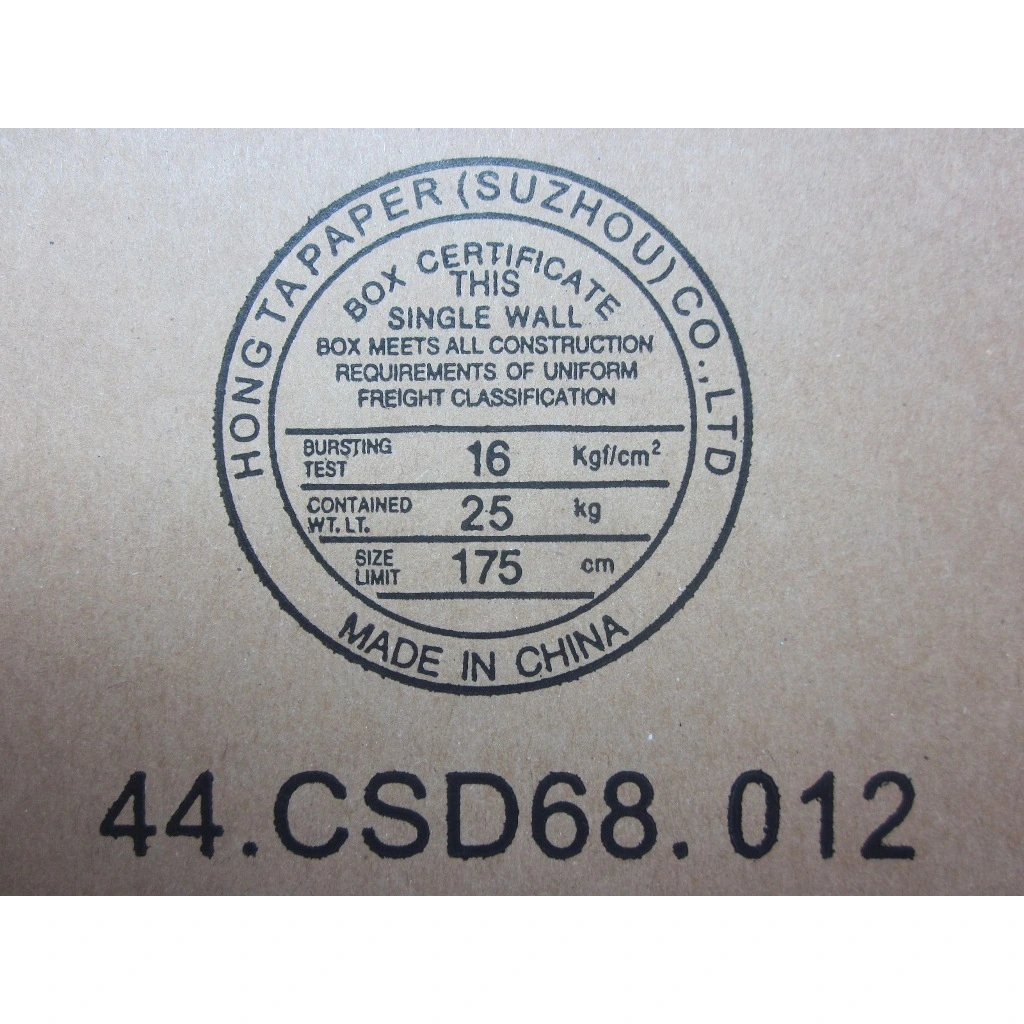 HONG TA PAPER (SUZHOU) CO.,LTD
BOX CERTIFICATE
THIS
SINGLE WALL
BOX MEETS ALL CONSTRUCTION
REQUIREMENTS OF UNIFORM
FREIGHT CLASSIFICATION
BURSTING TEST 16 Kgf/cm²
CONTAINED WT. LT. 25 kg
SIZE LIMIT 175 cm
MADE IN CHINA
44.CSD68.012